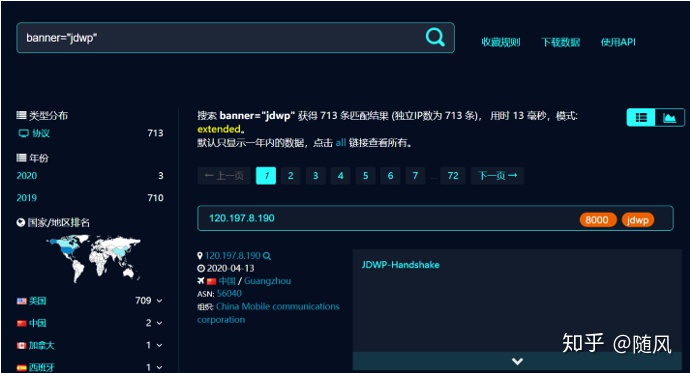 banner="jdwp"
收藏规则 下载数据 使用API
类型分布
协议 713
年份
2020 3
2019 710
国家/地区排名
美国 709
中国 2
加拿大 1
西班牙 1
搜索 banner="jdwp" 获得 713 条匹配结果 (独立IP数为 713 条)， 用时 13 毫秒，模式:
extended。
默认只显示一年内的数据，点击 all 链接查看所有。
← 上一页 1 2 3 4 5 6 7 ... 72 下一页 →
120.197.8.190 8000 jdwp
120.197.8.190
2020-04-13
中国 / Guangzhou
ASN: 56040
组织: China Mobile communications
corporation
JDWP-Handshake
知乎 @随风